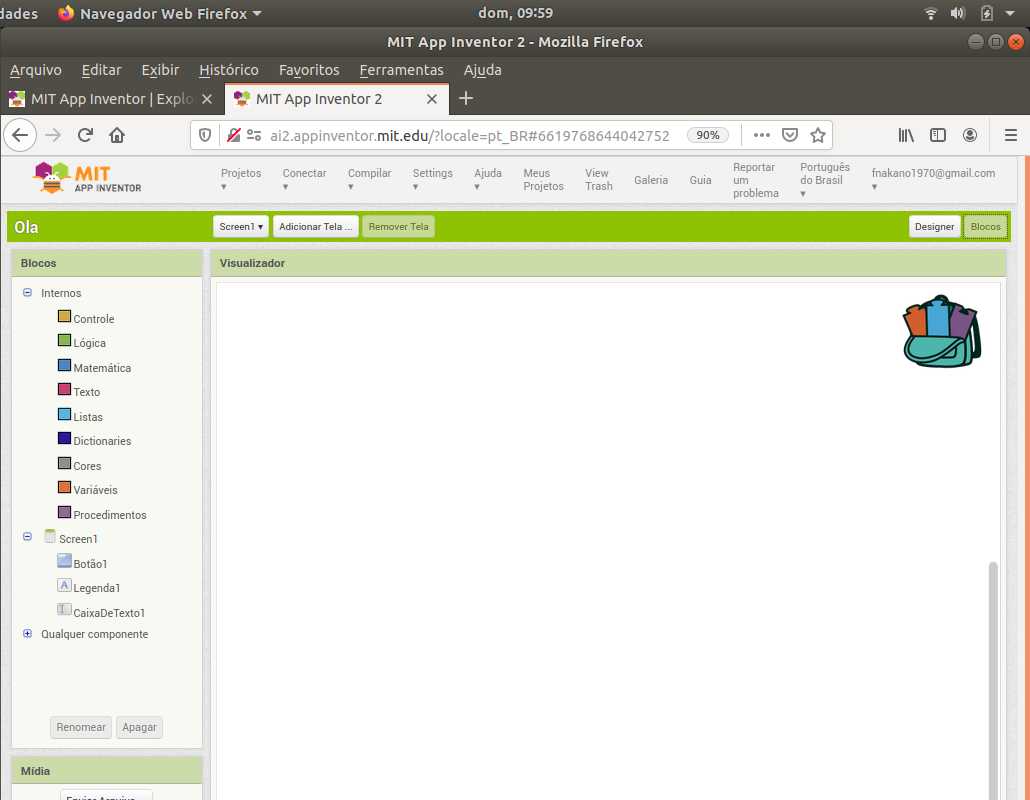 dades Navegador Web Firefox dom, 09:59
MIT App Inventor 2 - Mozilla Firefox
Arquivo Editar Exibir Histórico Favoritos Ferramentas Ajuda
MIT App Inventor | Explo MIT App Inventor 2
ai2.appinventor.mit.edu/?locale=pt_BR#6619768644042752 90%
MIT
APP INVENTOR
Projetos Conectar Compilar Settings Ajuda Meus Projetos View Trash Galeria Guia Reportar um problema Português do Brasil fnakano1970@gmail.com
Ola Screen1 Adicionar Tela ... Remover Tela Designer Blocos
Blocos Visualizador
Internos
Controle
Lógica
Matemática
Texto
Listas
Dictionaries
Cores
Variáveis
Procedimentos
Screen1
Botão1
A Legenda1
CaixaDeTexto1
Qualquer componente
Renomear Apagar
Mídia
Enviar Arquivo